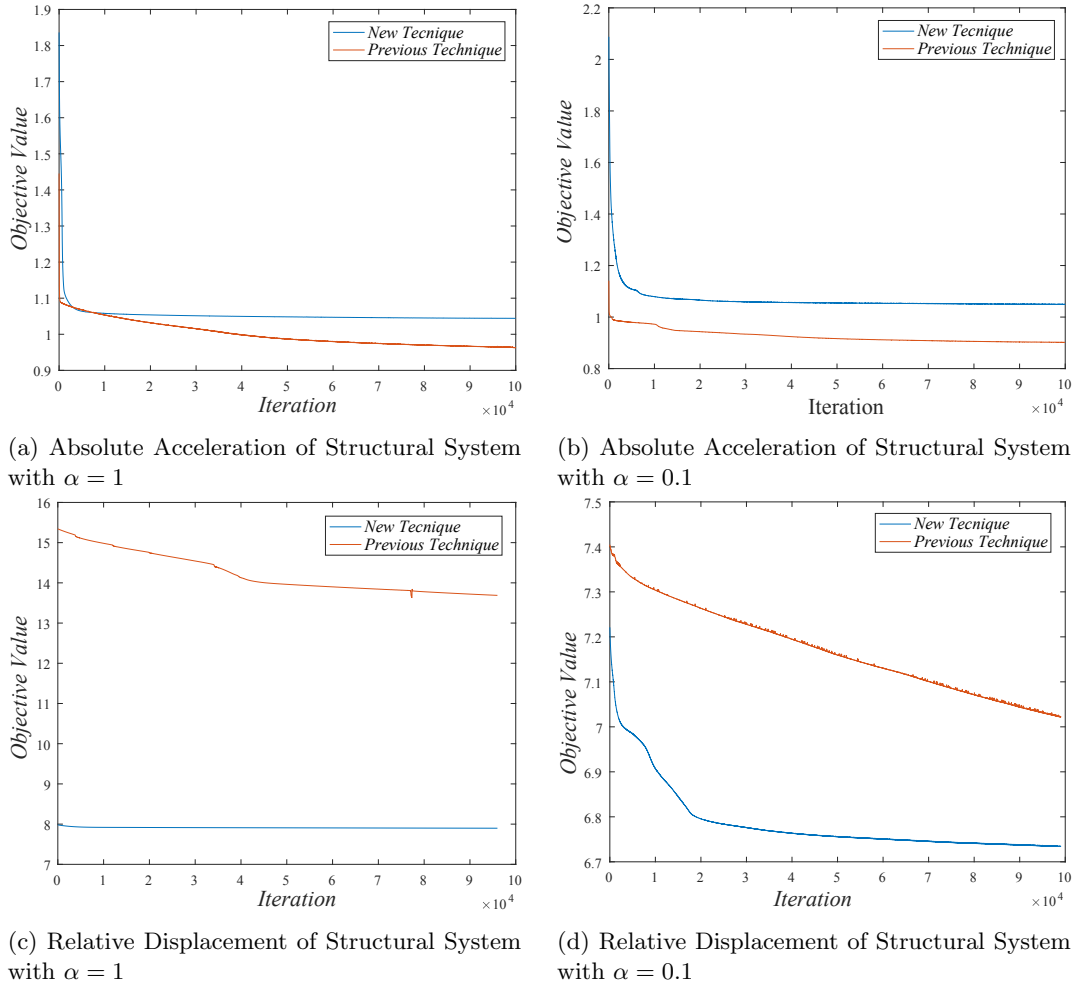 New Tecnique
Previous Technique
Objective Value
1.9
1.8
1.7
1.6
1.5
1.4
1.3
1.2
1.1
1
0.9
0 1 2 3 4 5 6 7 8 9 10
×10⁴
Iteration
(a) Absolute Acceleration of Structural System
with α = 1
New Tecnique
Previous Technique
Objective Value
2.2
2
1.8
1.6
1.4
1.2
1
0.8
0 1 2 3 4 5 6 7 8 9 10
×10⁴
Iteration
(b) Absolute Acceleration of Structural System
with α = 0.1
New Tecnique
Previous Technique
Objective Value
16
15
14
13
12
11
10
9
8
7
0 1 2 3 4 5 6 7 8 9 10
×10⁴
Iteration
(c) Relative Displacement of Structural System
with α = 1
New Tecnique
Previous Technique
Objective Value
7.5
7.4
7.3
7.2
7.1
7
6.9
6.8
6.7
0 1 2 3 4 5 6 7 8 9 10
×10⁴
Iteration
(d) Relative Displacement of Structural System
with α = 0.1